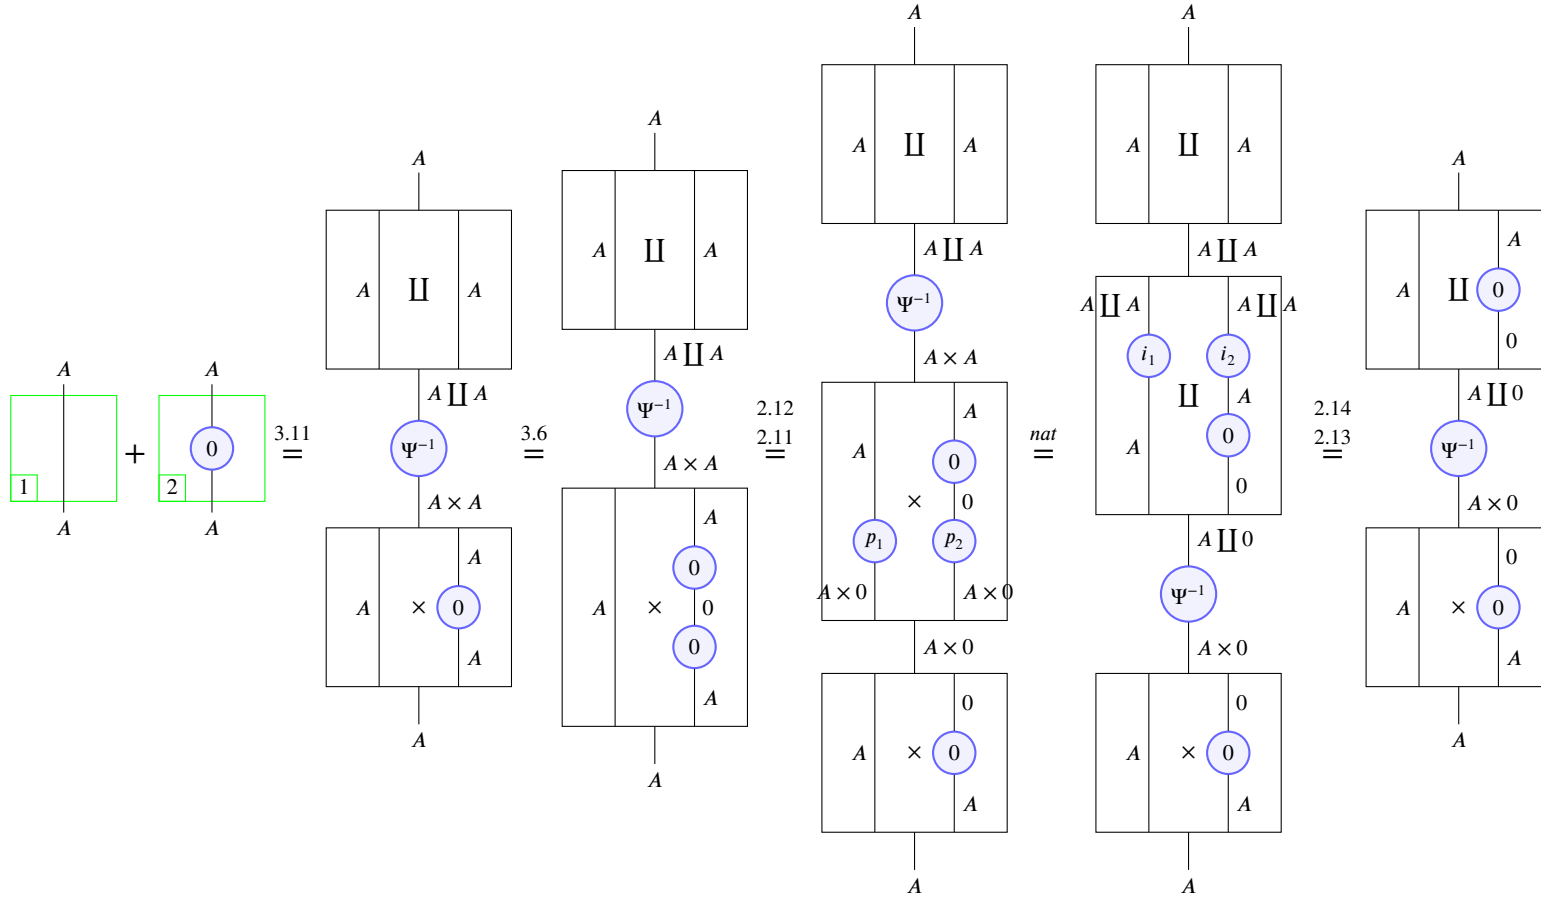 A
1
A
+
A
0
2
A
3.11
=
A
A ∐ A
A ∐ A
Ψ⁻¹
A × A
A
A × 0
A
A
3.6
=
A
A ∐ A
A ∐ A
Ψ⁻¹
A × A
A
0
A × 0
0
A
A
2.12
2.11
=
A
A ∐ A
A ∐ A
Ψ⁻¹
A × A
A
A
0
× 0
p₁ p₂
A × 0 A × 0
A × 0
0
A × 0
A
A
nat
=
A
A ∐ A
A ∐ A
A ∐ A A ∐ A
i₁ i₂
∐ A
A 0
0
A ∐ 0
Ψ⁻¹
A × 0
0
A × 0
A
A
2.14
2.13
=
A
A
A ∐ 0
0
A ∐ 0
Ψ⁻¹
A × 0
0
A × 0
A
A